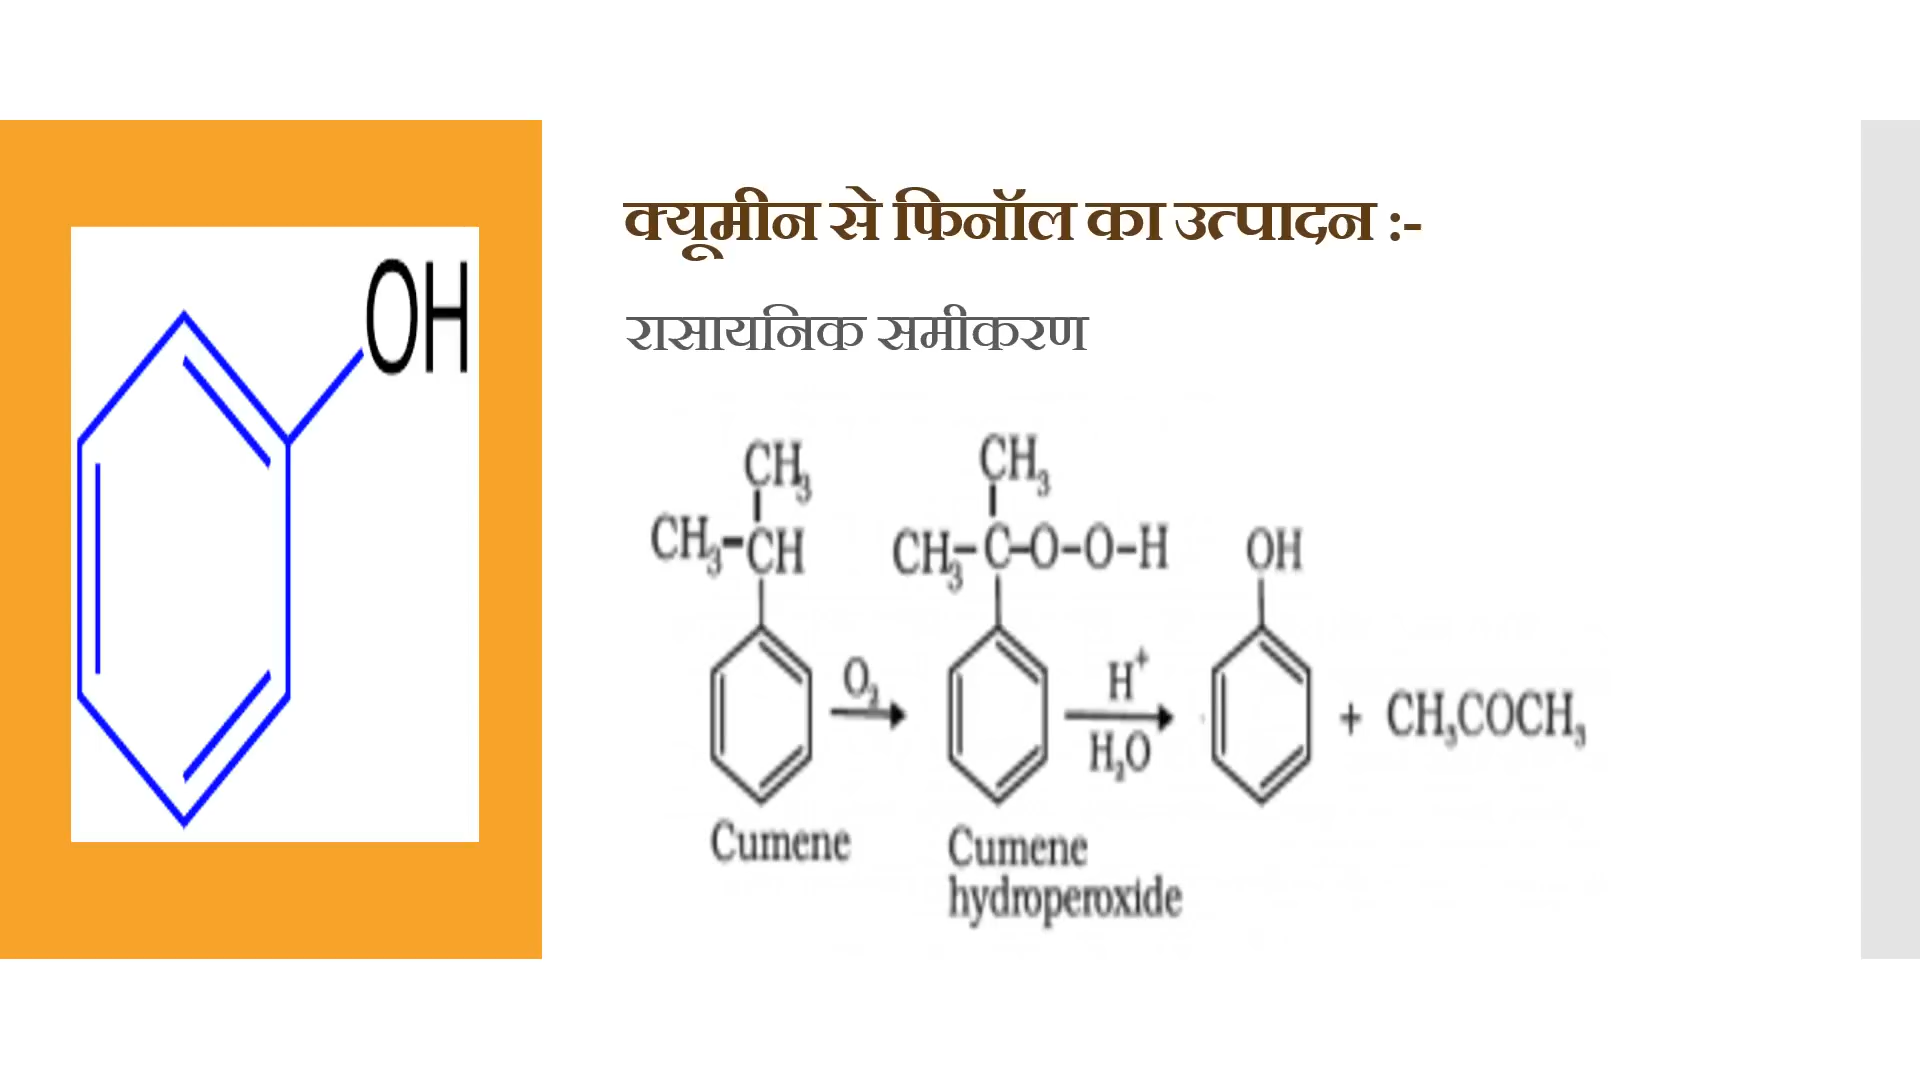 OH
क्यूमीन से फिनॉल का उत्पादन :-
रासायनिक समीकरण
CH₃ CH₃
CH₃-CH CH₃-C-O-O-H OH
O₂ H⁺
+ CH₃COCH₃
H₂O
Cumene Cumene
hydroperoxide